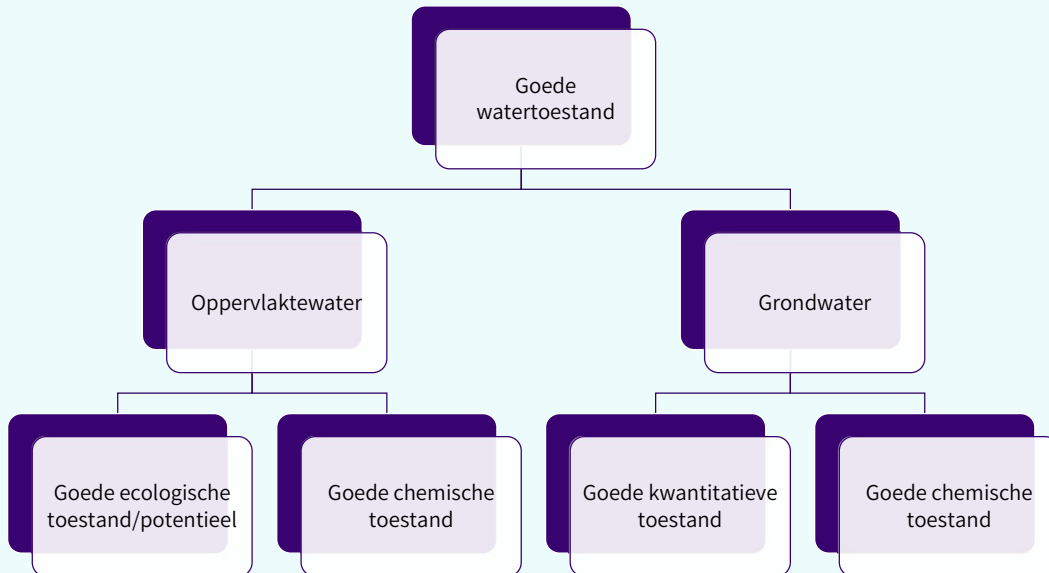 Goede
watertoestand
Oppervlaktewater
Grondwater
Goede ecologische
toestand/potentieel
Goede chemische
toestand
Goede kwantitatieve
toestand
Goede chemische
toestand